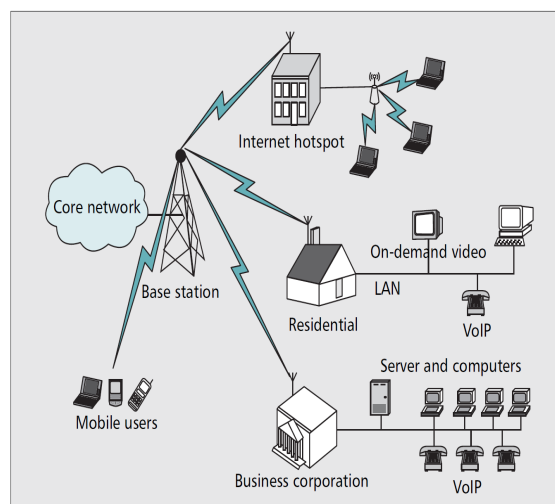 Internet hotspot
Core network
Base station
On-demand video
LAN
Residential
VoIP
Server and computers
Mobile users
Business corporation
VoIP